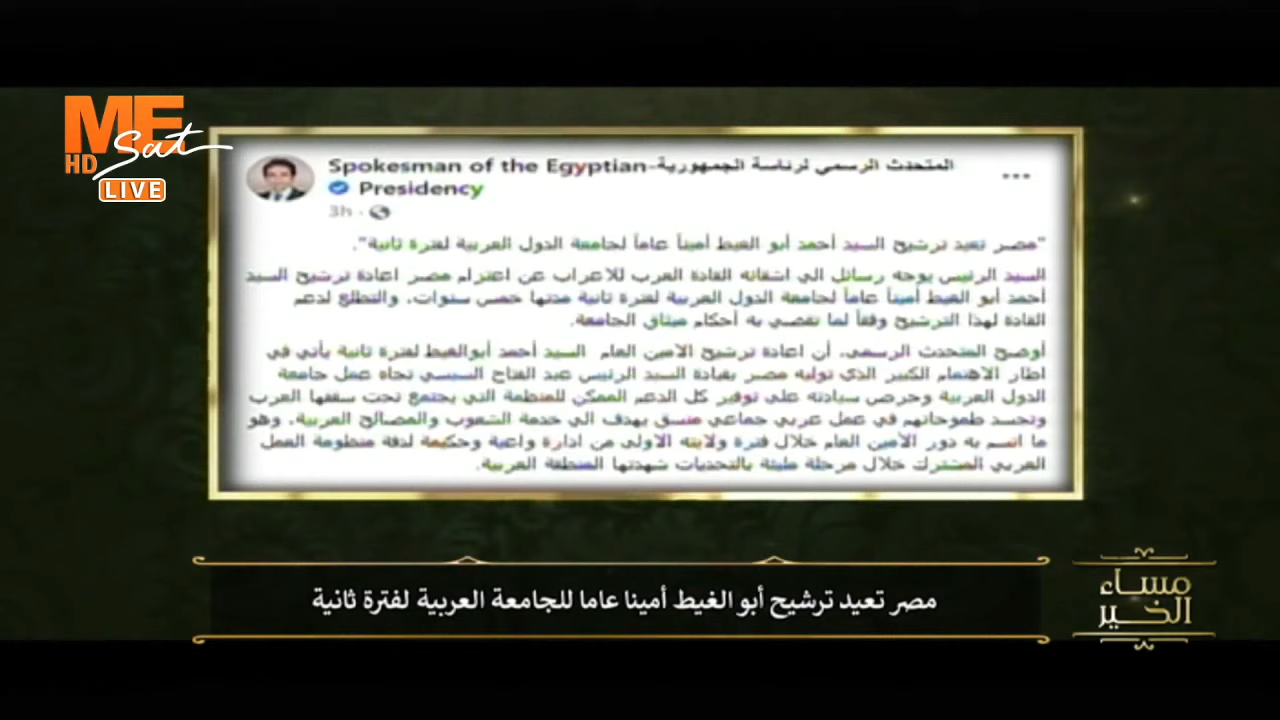 ME
Sat
HD
LIVE
Spokesman of the Egyptian-المتحدث الرسمي لرئاسة الجمهورية
Presidency
3h
"مصر تعيد ترشيح السيد أحمد أبو الغيط أميناً عاماً لجامعة الدول العربية لفترة ثانية".
السيد الرئيس يوجه رسائل الي اشقائه القادة العرب للاعراب عن اعتزام مصر اعادة ترشيح السيد
أحمد أبو الغيط أميناً عاماً لجامعة الدول العربية لفترة ثانية مدتها خمس سنوات، والتطلع لدعم
القادة لهذا الترشيح وفقاً لما تقضي به أحكام ميثاق الجامعة.
أوضح المتحدث الرسمي، أن اعادة ترشيح الامين العام السيد أحمد أبوالغيط لفترة ثانية يأتي في
اطار الاهتمام الكبير الذي توليه مصر بقيادة السيد الرئيس عبد الفتاح السيسي تجاه عمل جامعة
الدول العربية وحرص سيادته على توفير كل الدعم الممكن للمنظمة التي يجتمع تحت سقفها العرب
وتجسد طموحاتهم في عمل عربي جماعي منسق يهدف الى خدمة الشعوب والمصالح العربية، وهو
ما اتسم به دور الامين العام خلال فترة ولايته الاولى من ادارة واعية وحكيمة لدفة منظومة العمل
العربي المشترك خلال مرحلة مليئة بالتحديات شهدتها المنطقة العربية.
مصر تعيد ترشيح أبو الغيط أمينا عاما للجامعة العربية لفترة ثانية
مساء
الخير